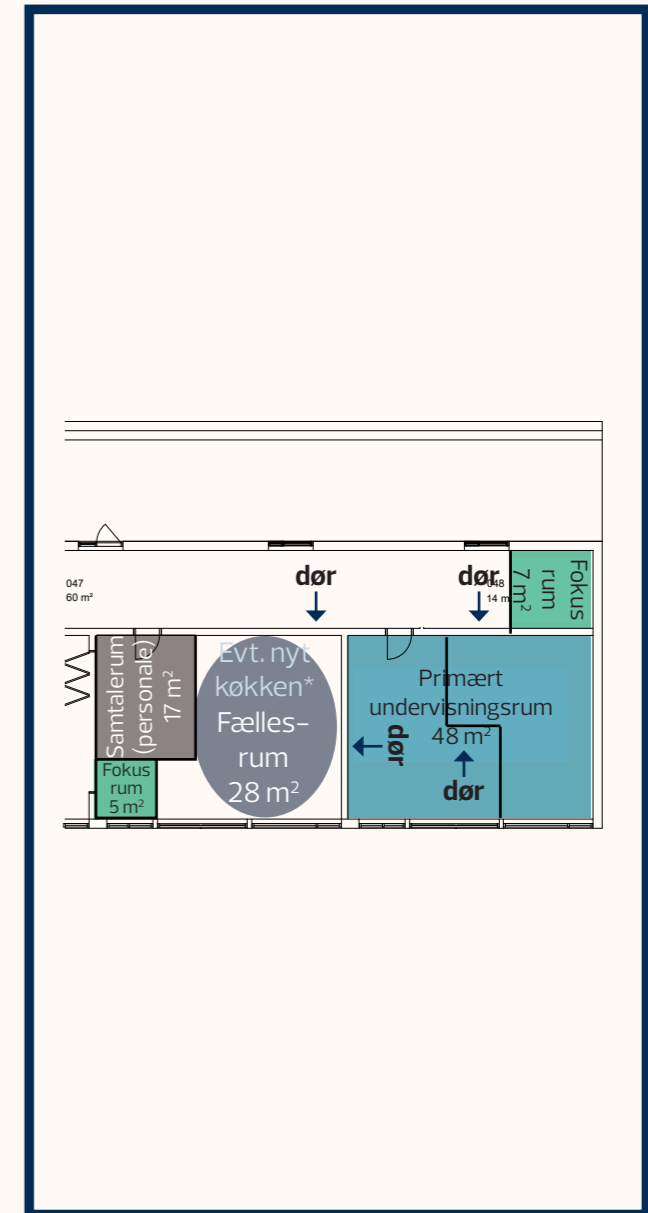 047
60 m²
dør
dør
048
14 m
Fokus
rum
7 m²
Samtalerum
(personale)
17 m²
Evt. nyt
køkken*
Fælles-
rum
28 m²
Primært
undervisningsrum
48 m²
dør
dør
Fokus
rum
5 m²